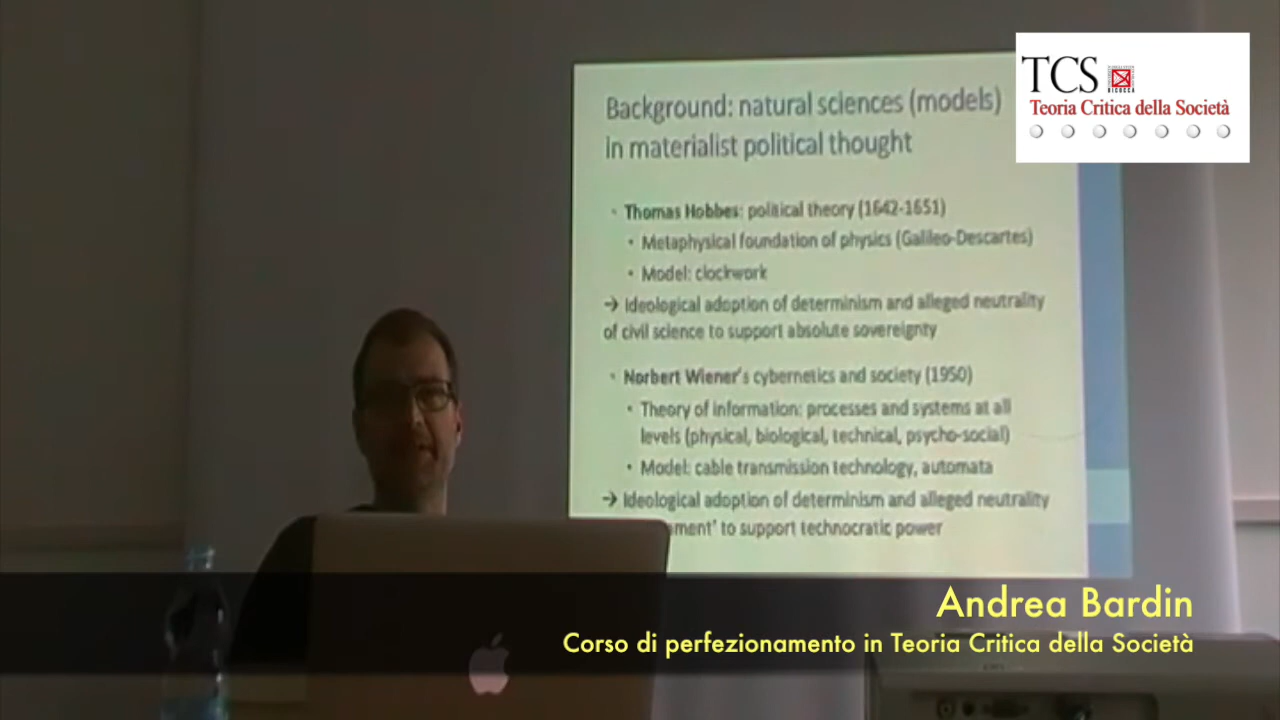 TCS
BICOCCA
Teoria Critica della Società
Background: natural sciences (models)
in materialist political thought
• Thomas Hobbes: political theory (1642-1651)
• Metaphysical foundation of physics (Galileo-Descartes)
• Model: clockwork
→ Ideological adoption of determinism and alleged neutrality
of civil science to support absolute sovereignty
• Norbert Wiener's cybernetics and society (1950)
• Theory of information: processes and systems at all
levels (physical, biological, technical, psycho-social)
• Model: cable transmission technology, automata
→ Ideological adoption of determinism and alleged neutrality
to support technocratic power
Andrea Bardin
Corso di perfezionamento in Teoria Critica della Società